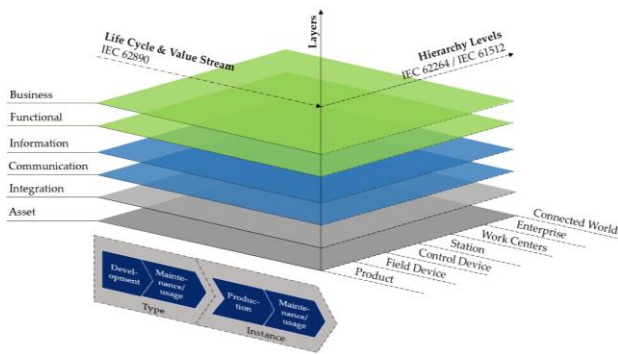 Layers
Life Cycle & Value Stream
IEC 62890
Hierarchy Levels
IEC 62264 / IEC 61512
Business
Functional
Information
Communication
Integration
Asset
Connected World
Enterprise
Work Centers
Station
Control Device
Field Device
Product
Devel-
opment
Mainte-
nance/
usage
Produc-
tion
Mainte-
nance/
usage
Type
Instance